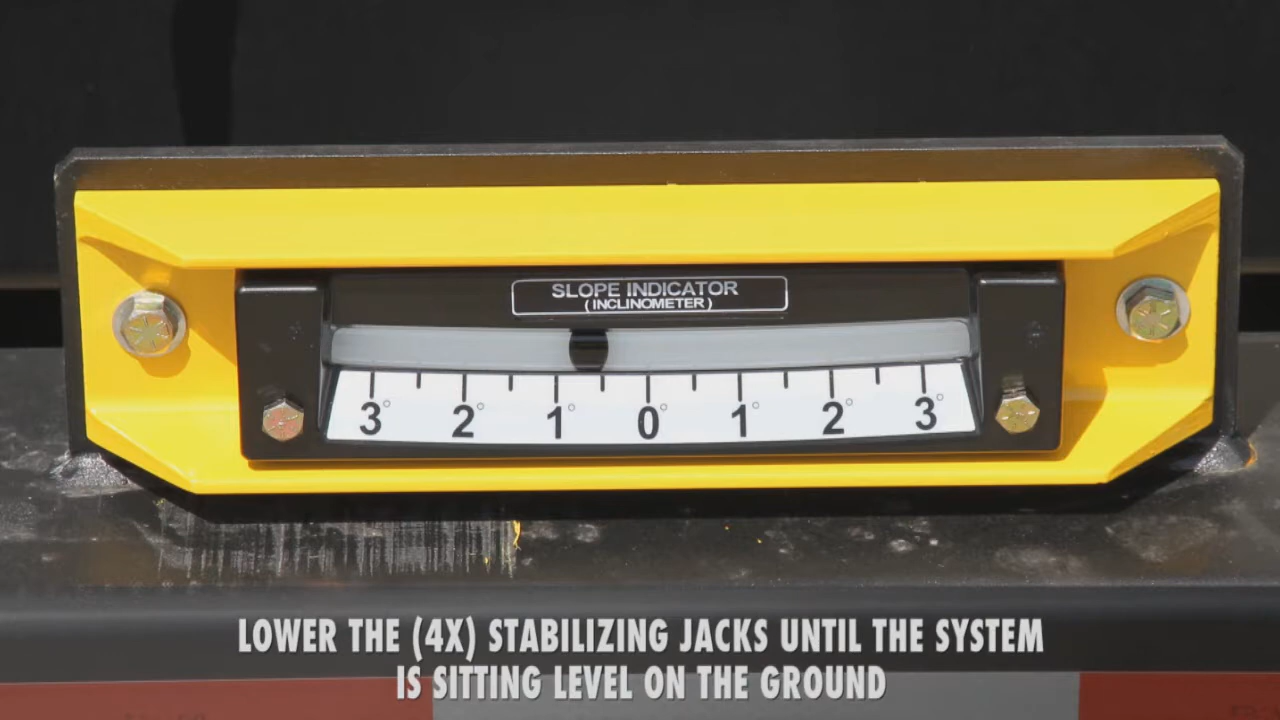 SLOPE INDICATOR
(INCLINOMETER)
3° 2° 1° 0° 1° 2° 3°
LOWER THE (4X) STABILIZING JACKS UNTIL THE SYSTEM
IS SITTING LEVEL ON THE GROUND